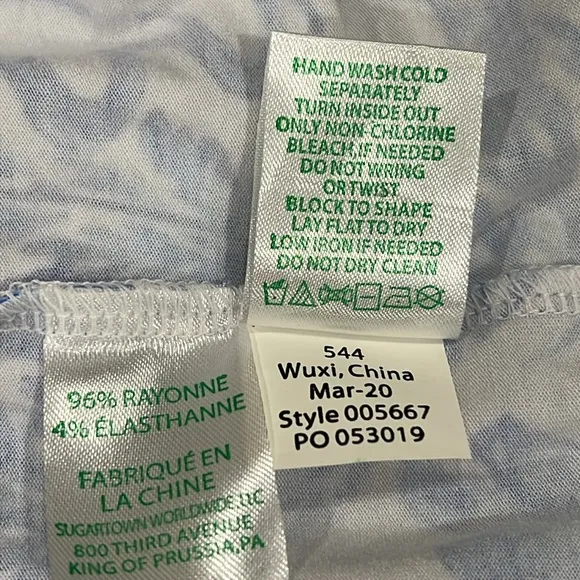 HAND WASH COLD
SEPARATELY
TURN INSIDE OUT
ONLY NON-CHLORINE
BLEACH, IF NEEDED
DO NOT WRING
OR TWIST
BLOCK TO SHAPE
LAY FLAT TO DRY
LOW IRON IF NEEDED
DO NOT DRY CLEAN
544
Wuxi, China
Mar-20
Style 005667
PO 053019
96% RAYONNE
4% ÉLASTHANNE
FABRIQUÉ EN
LA CHINE
SUGARTOWN WORLDWIDE LLC
800 THIRD AVENUE
KING OF PRUSSIA, PA